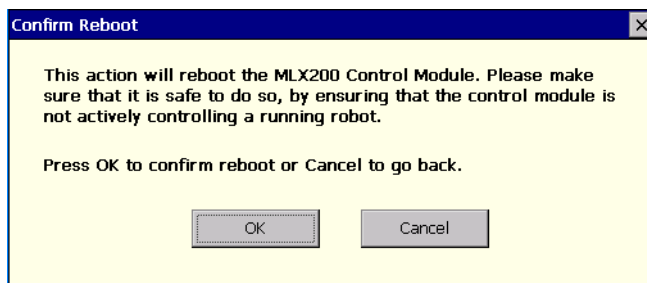 Confirm Reboot
This action will reboot the MLX200 Control Module. Please make
sure that it is safe to do so, by ensuring that the control module is
not actively controlling a running robot.
Press OK to confirm reboot or Cancel to go back.
OK
Cancel